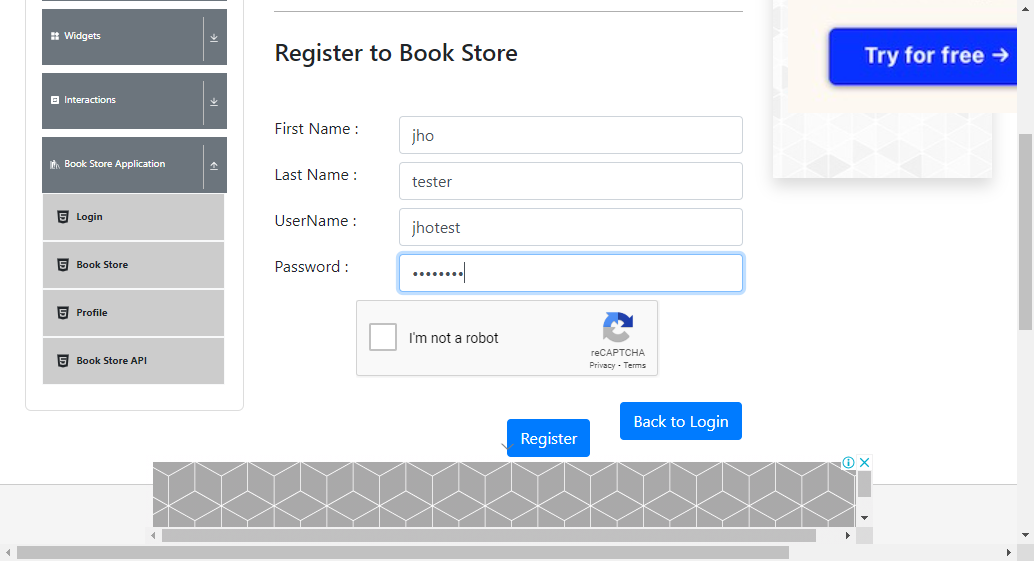 Widgets
Interactions
Book Store Application
Login
Book Store
Profile
Book Store API
Register to Book Store
First Name :
jho
Last Name :
tester
UserName :
jhotest
Password :
••••••••
I'm not a robot
reCAPTCHA
Privacy - Terms
Back to Login
Register
Try for free →